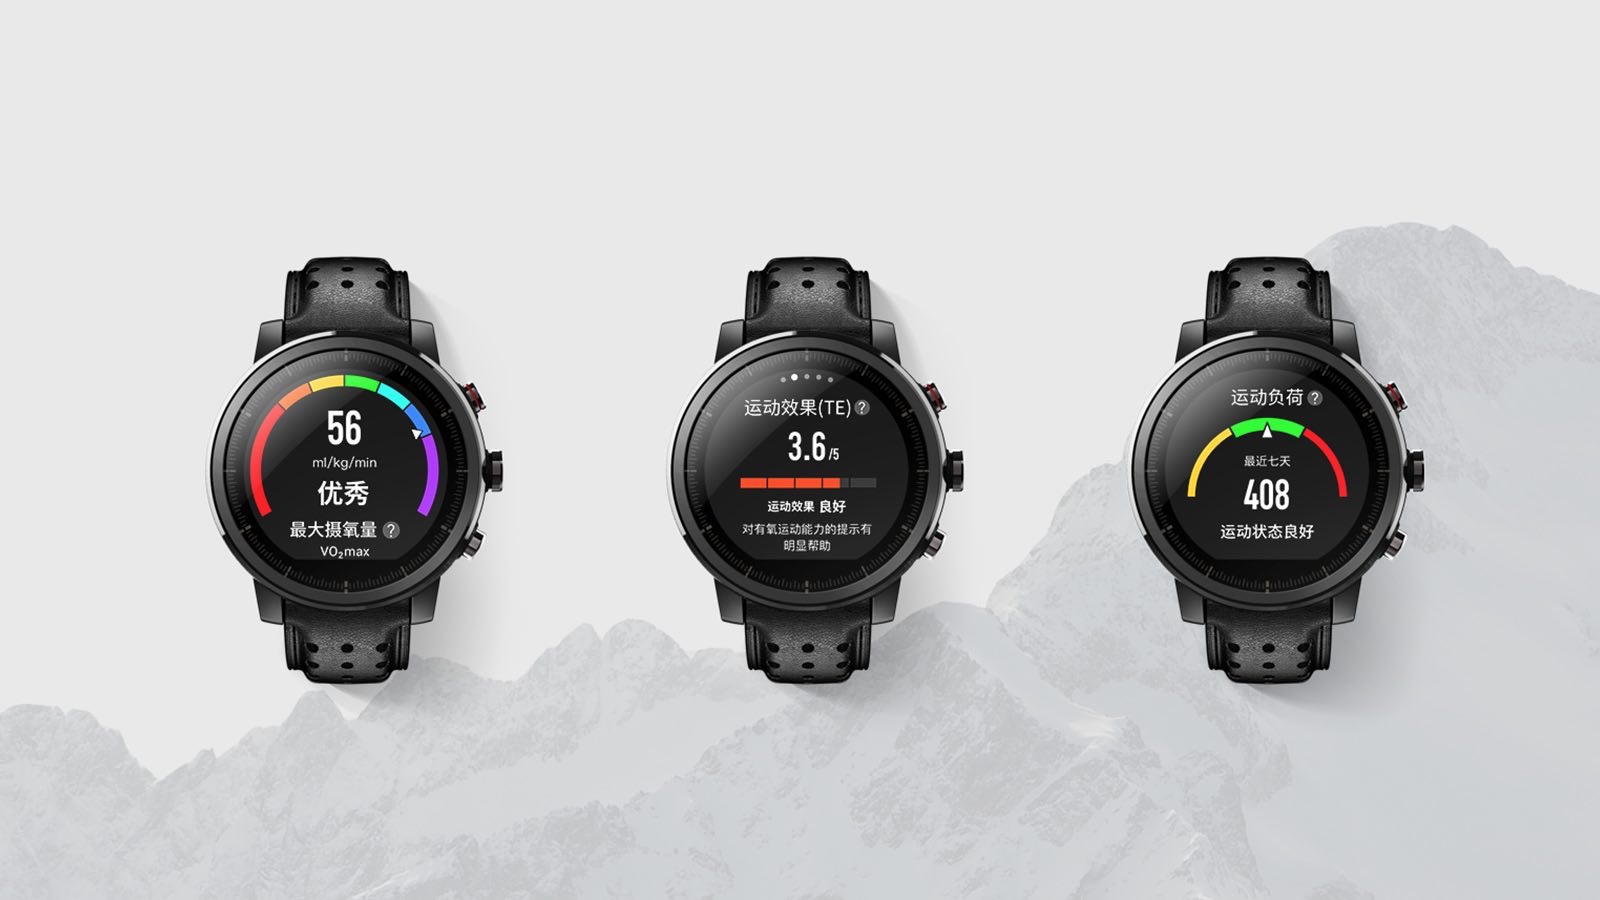 56
ml/kg/min
优秀
最大摄氧量 ?
VO₂max
运动效果(TE) ?
3.6 /5
运动效果 良好
对有氧运动能力的提示有
明显帮助
运动负荷 ?
最近七天
408
运动状态良好